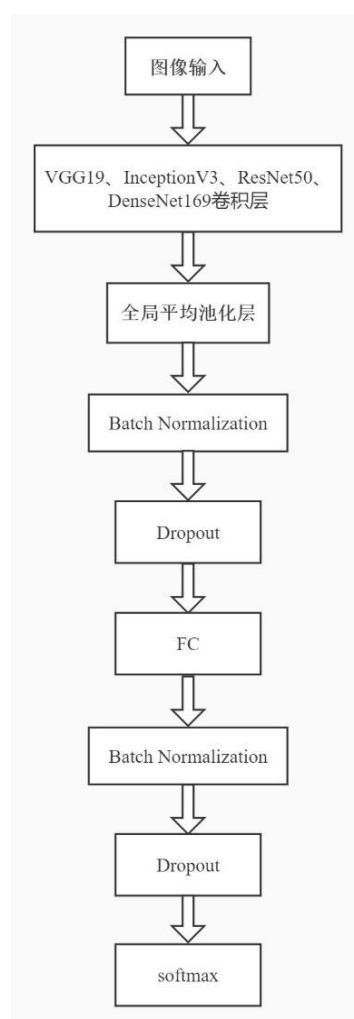 图像输入
VGG19、InceptionV3、ResNet50、
DenseNet169卷积层
全局平均池化层
Batch Normalization
Dropout
FC
Batch Normalization
Dropout
softmax